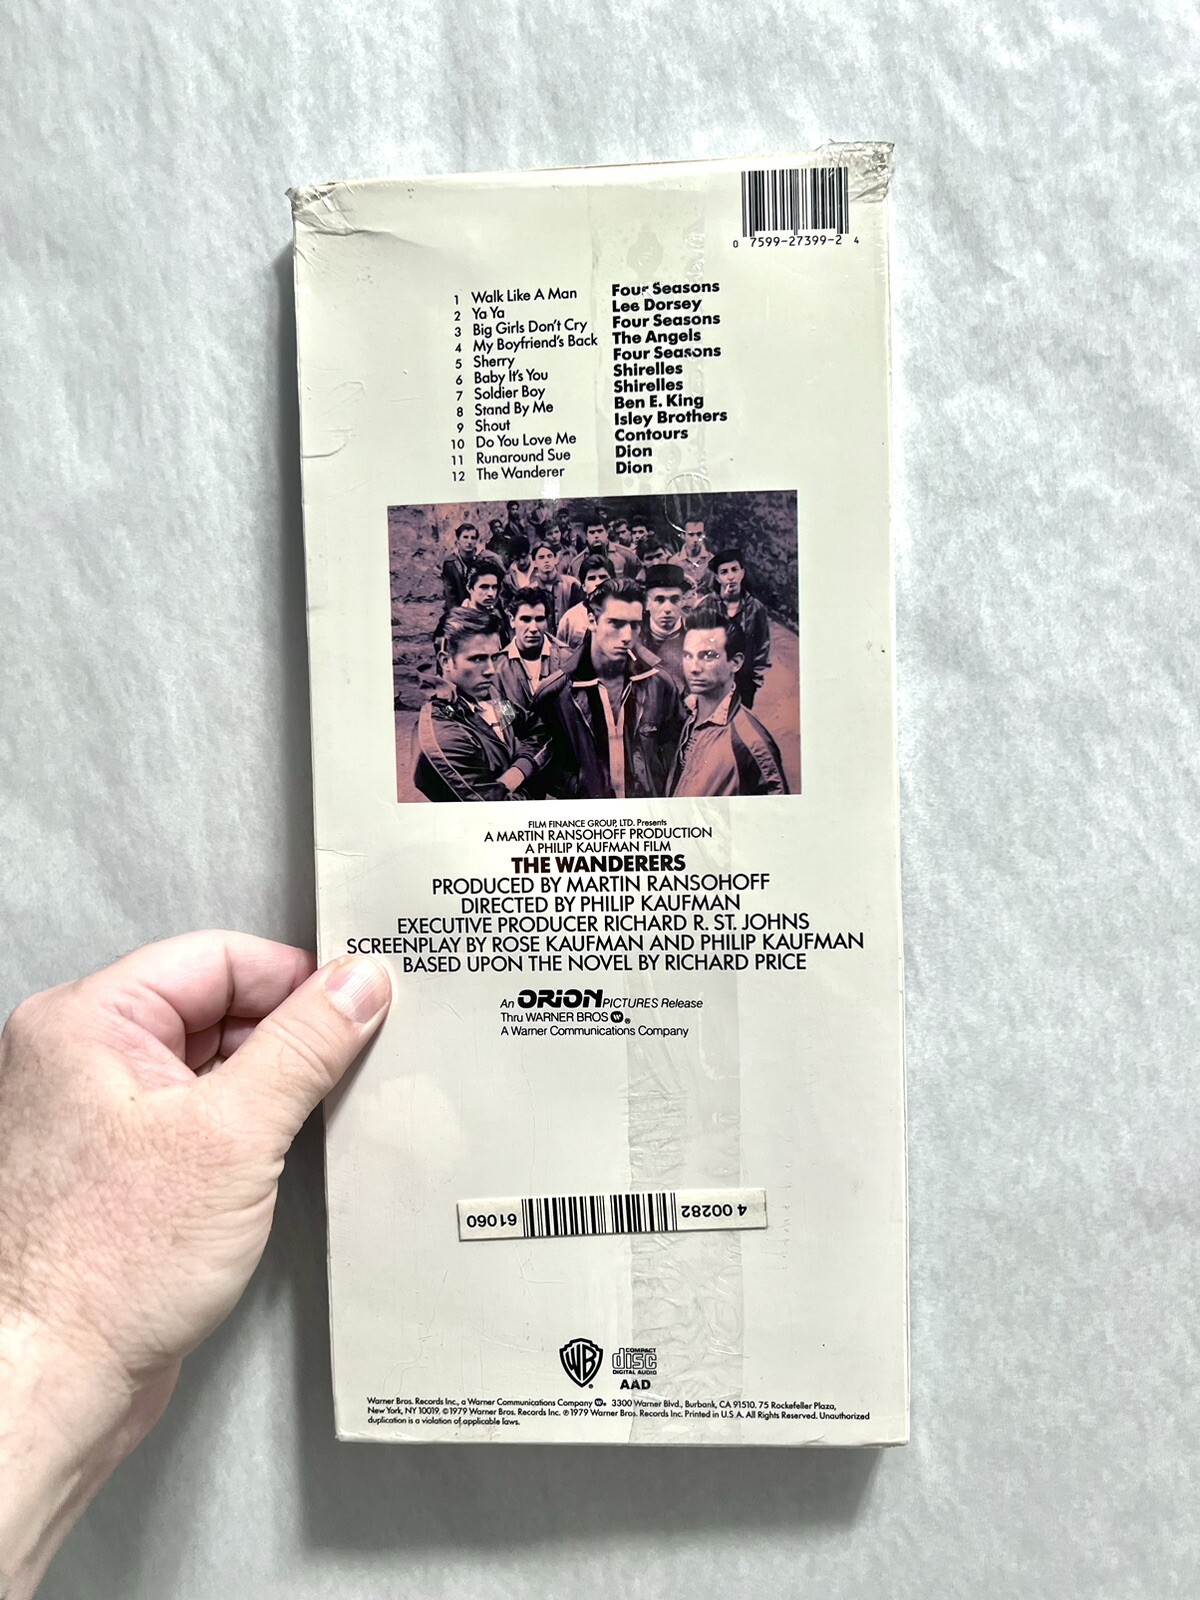 0 7599-27399-2 4
1 Walk Like A Man Four Seasons
2 Ya Ya Lee Dorsey
3 Big Girls Don't Cry Four Seasons
4 My Boyfriend's Back The Angels
5 Sherry Four Seasons
6 Baby It's You Shirelles
7 Soldier Boy Shirelles
8 Stand By Me Ben E. King
9 Shout Isley Brothers
10 Do You Love Me Contours
11 Runaround Sue Dion
12 The Wanderer Dion
FILM FINANCE GROUP, LTD. Presents
A MARTIN RANSOHOFF PRODUCTION
A PHILIP KAUFMAN FILM
THE WANDERERS
PRODUCED BY MARTIN RANSOHOFF
DIRECTED BY PHILIP KAUFMAN
EXECUTIVE PRODUCER RICHARD R. ST. JOHNS
SCREENPLAY BY ROSE KAUFMAN AND PHILIP KAUFMAN
BASED UPON THE NOVEL BY RICHARD PRICE
An ORION PICTURES Release
Thru WARNER BROS W ®
A Warner Communications Company
4 00282 61060
WB ® COMPACT
disc
DIGITAL AUDIO
AAD
Warner Bros. Records Inc., a Warner Communications Company W ® 3300 Warner Blvd., Burbank, CA 91510. 75 Rockefeller Plaza,
New York, NY 10019. ©1979 Warner Bros. Records Inc. ℗1979 Warner Bros. Records Inc. Printed in U.S.A. All Rights Reserved. Unauthorized
duplication is a violation of applicable laws.